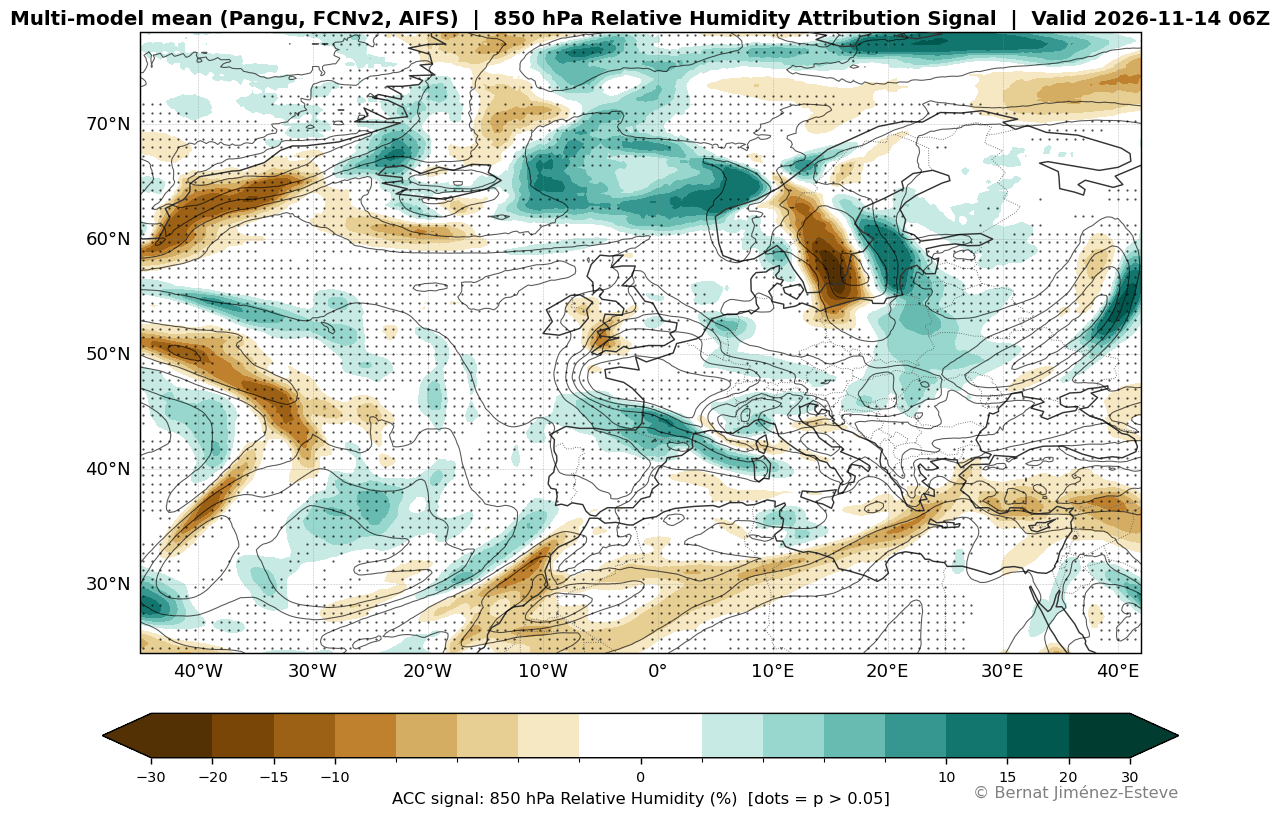 Multi-model mean (Pangu, FCNv2, AIFS) | 850 hPa Relative Humidity Attribution Signal | Valid 2026-11-14 06Z
70°N
60°N
50°N
40°N
30°N
40°W 30°W 20°W 10°W 0° 10°E 20°E 30°E 40°E
−30 −20 −15 −10 0 10 15 20 30
ACC signal: 850 hPa Relative Humidity (%) [dots = p > 0.05]
© Bernat Jiménez-Esteve